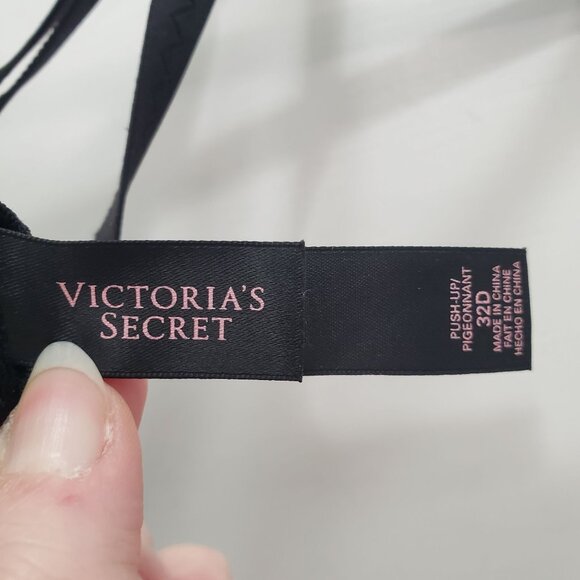 VICTORIA'S
SECRET
PUSH-UP/
PIGEONNANT
32D
MADE IN CHINA
FAIT EN CHINE
HECHO EN CHINA